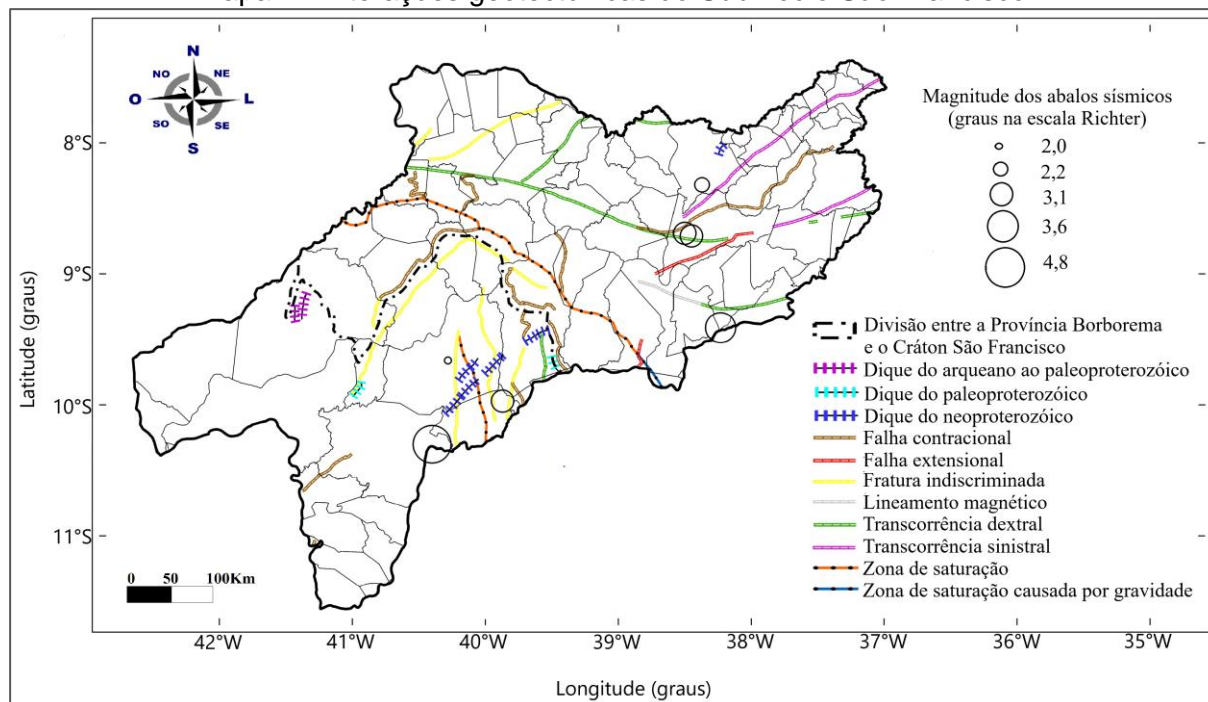 N
NO NE
O L
SO SE
S
Magnitude dos abalos sísmicos
(graus na escala Richter)
2,0
2,2
3,1
3,6
4,8
Divisão entre a Província Borborema
e o Cráton São Francisco
Dique do arqueano ao paleoproterozóico
Dique do paleoproterozóico
Dique do neoproterozóico
Falha contracional
Falha extensional
Fratura indiscriminada
Lineamento magnético
Transcorrência dextral
Transcorrência sinistral
Zona de saturação
Zona de saturação causada por gravidade
8°S
9°S
10°S
11°S
Latitude (graus)
0 50 100Km
42°W 41°W 40°W 39°W 38°W 37°W 36°W 35°W
Longitude (graus)